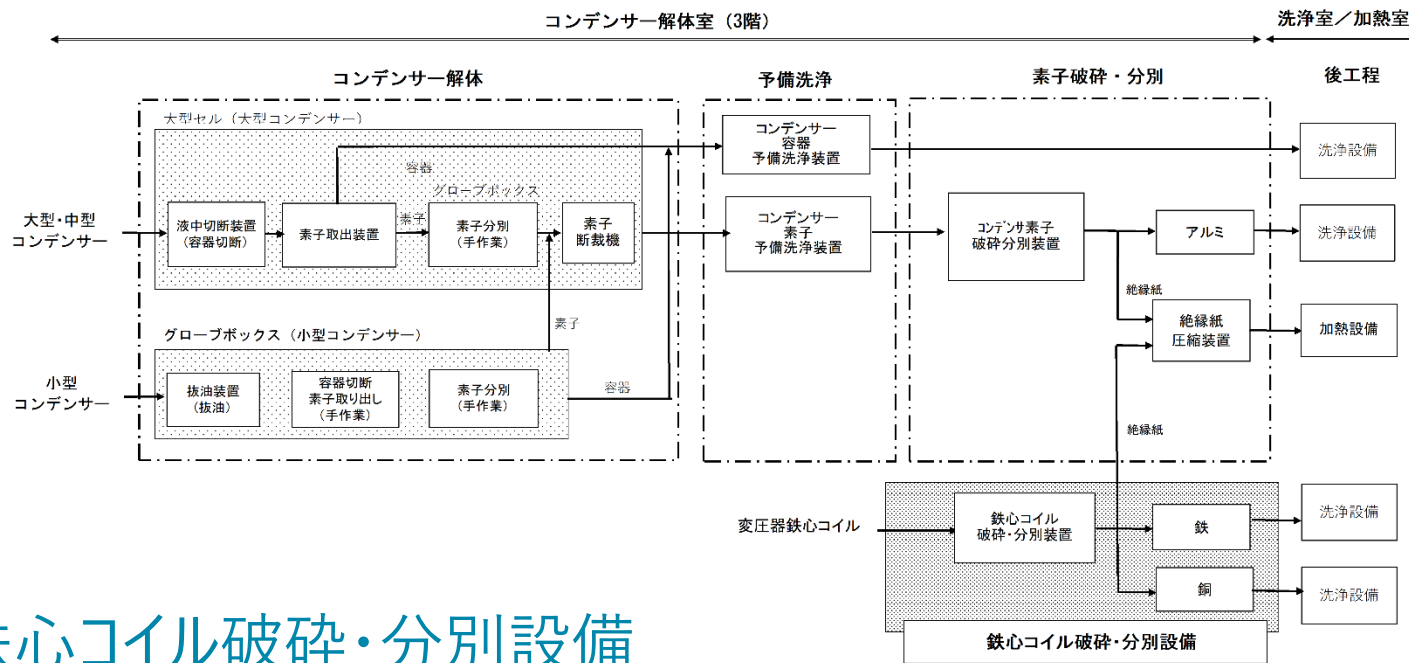 コンデンサー解体室（3階）
洗浄室／加熱室
コンデンサー解体
予備洗浄
素子破砕・分別
後工程
大型セル（大型コンデンサー）
コンデンサー
容器
予備洗浄装置
洗浄設備
容器
グローブボックス
大型・中型
コンデンサー
液中切断装置
（容器切断）
素子取出装置
素子
素子分別
（手作業）
素子
断裁機
コンデンサー
素子
予備洗浄装置
コンデンサ素子
破砕分別装置
アルミ
洗浄設備
絶縁紙
絶縁紙
圧縮装置
加熱設備
素子
グローブボックス（小型コンデンサー）
小型
コンデンサー
抜油装置
（抜油）
容器切断
素子取り出し
（手作業）
素子分別
（手作業）
容器
絶縁紙
変圧器鉄心コイル
鉄心コイル
破砕・分別装置
鉄
洗浄設備
銅
洗浄設備
鉄心コイル破砕・分別設備
心コイル破砕・分別設備